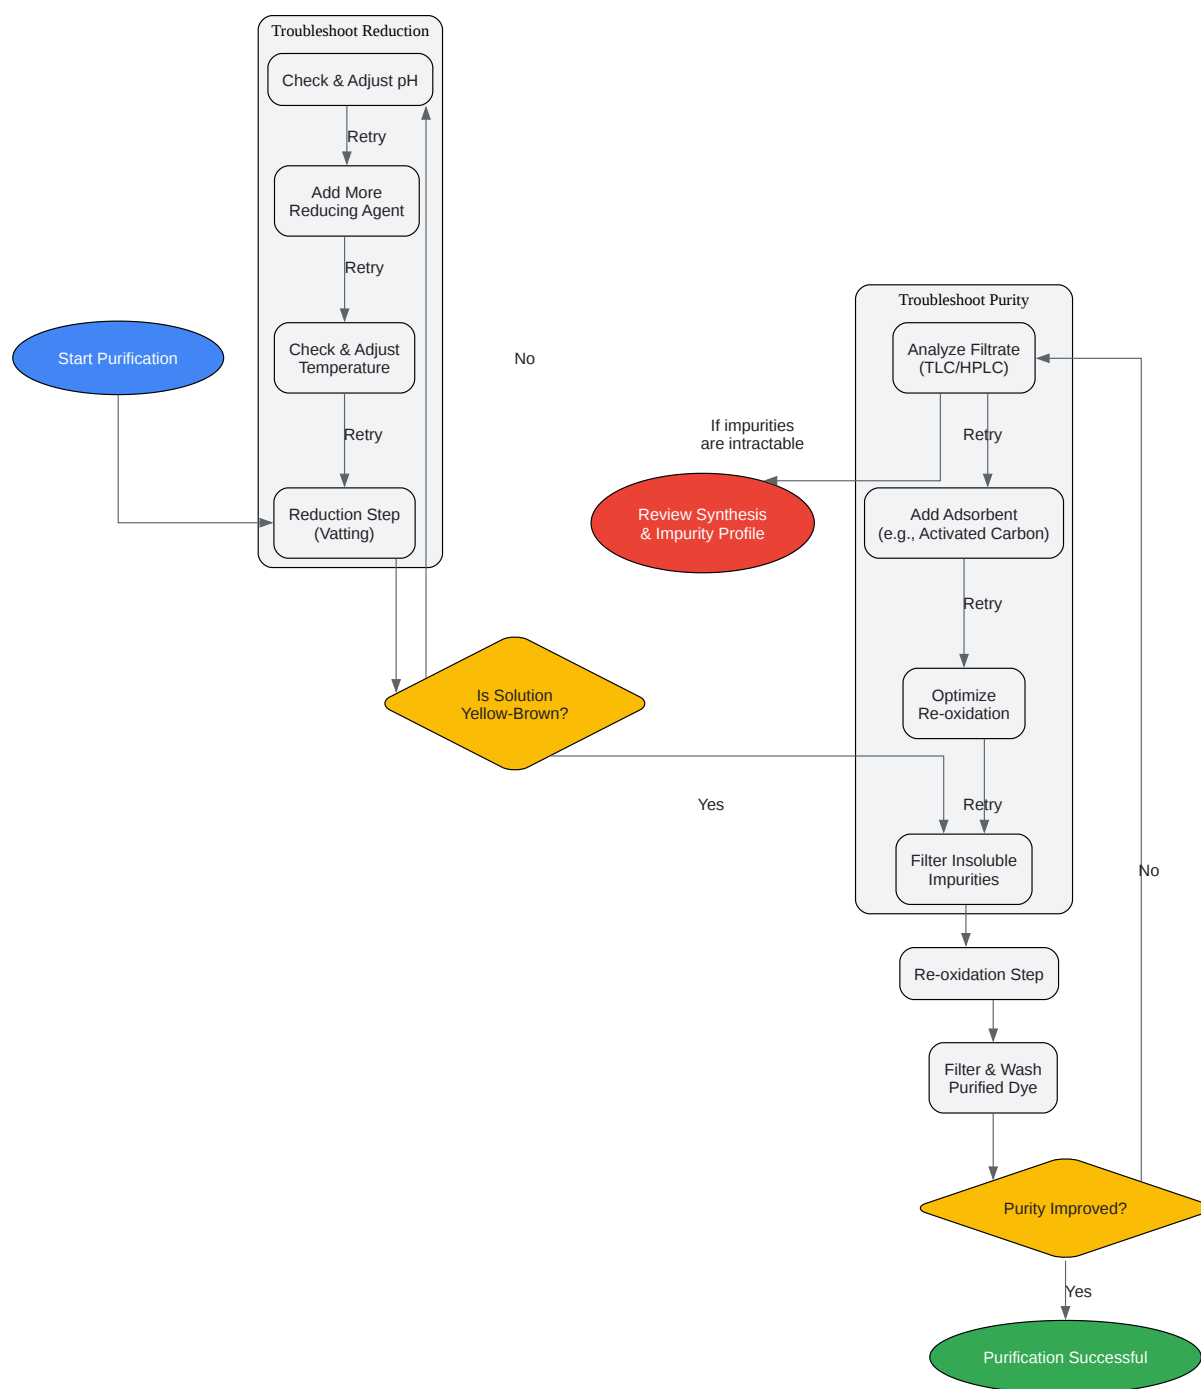 Troubleshoot Reduction
Check & Adjust pH
Retry
Add More
Reducing Agent
Retry
Check & Adjust
Temperature
Retry
Reduction Step
(Vatting)
Start Purification
No
Is Solution
Yellow-Brown?
Yes
Troubleshoot Purity
Analyze Filtrate
(TLC/HPLC)
If impurities
are intractable
Retry
Review Synthesis
& Impurity Profile
Add Adsorbent
(e.g., Activated Carbon)
Retry
Optimize
Re-oxidation
Retry
Filter Insoluble
Impurities
No
Re-oxidation Step
Filter & Wash
Purified Dye
Purity Improved?
Yes
Purification Successful